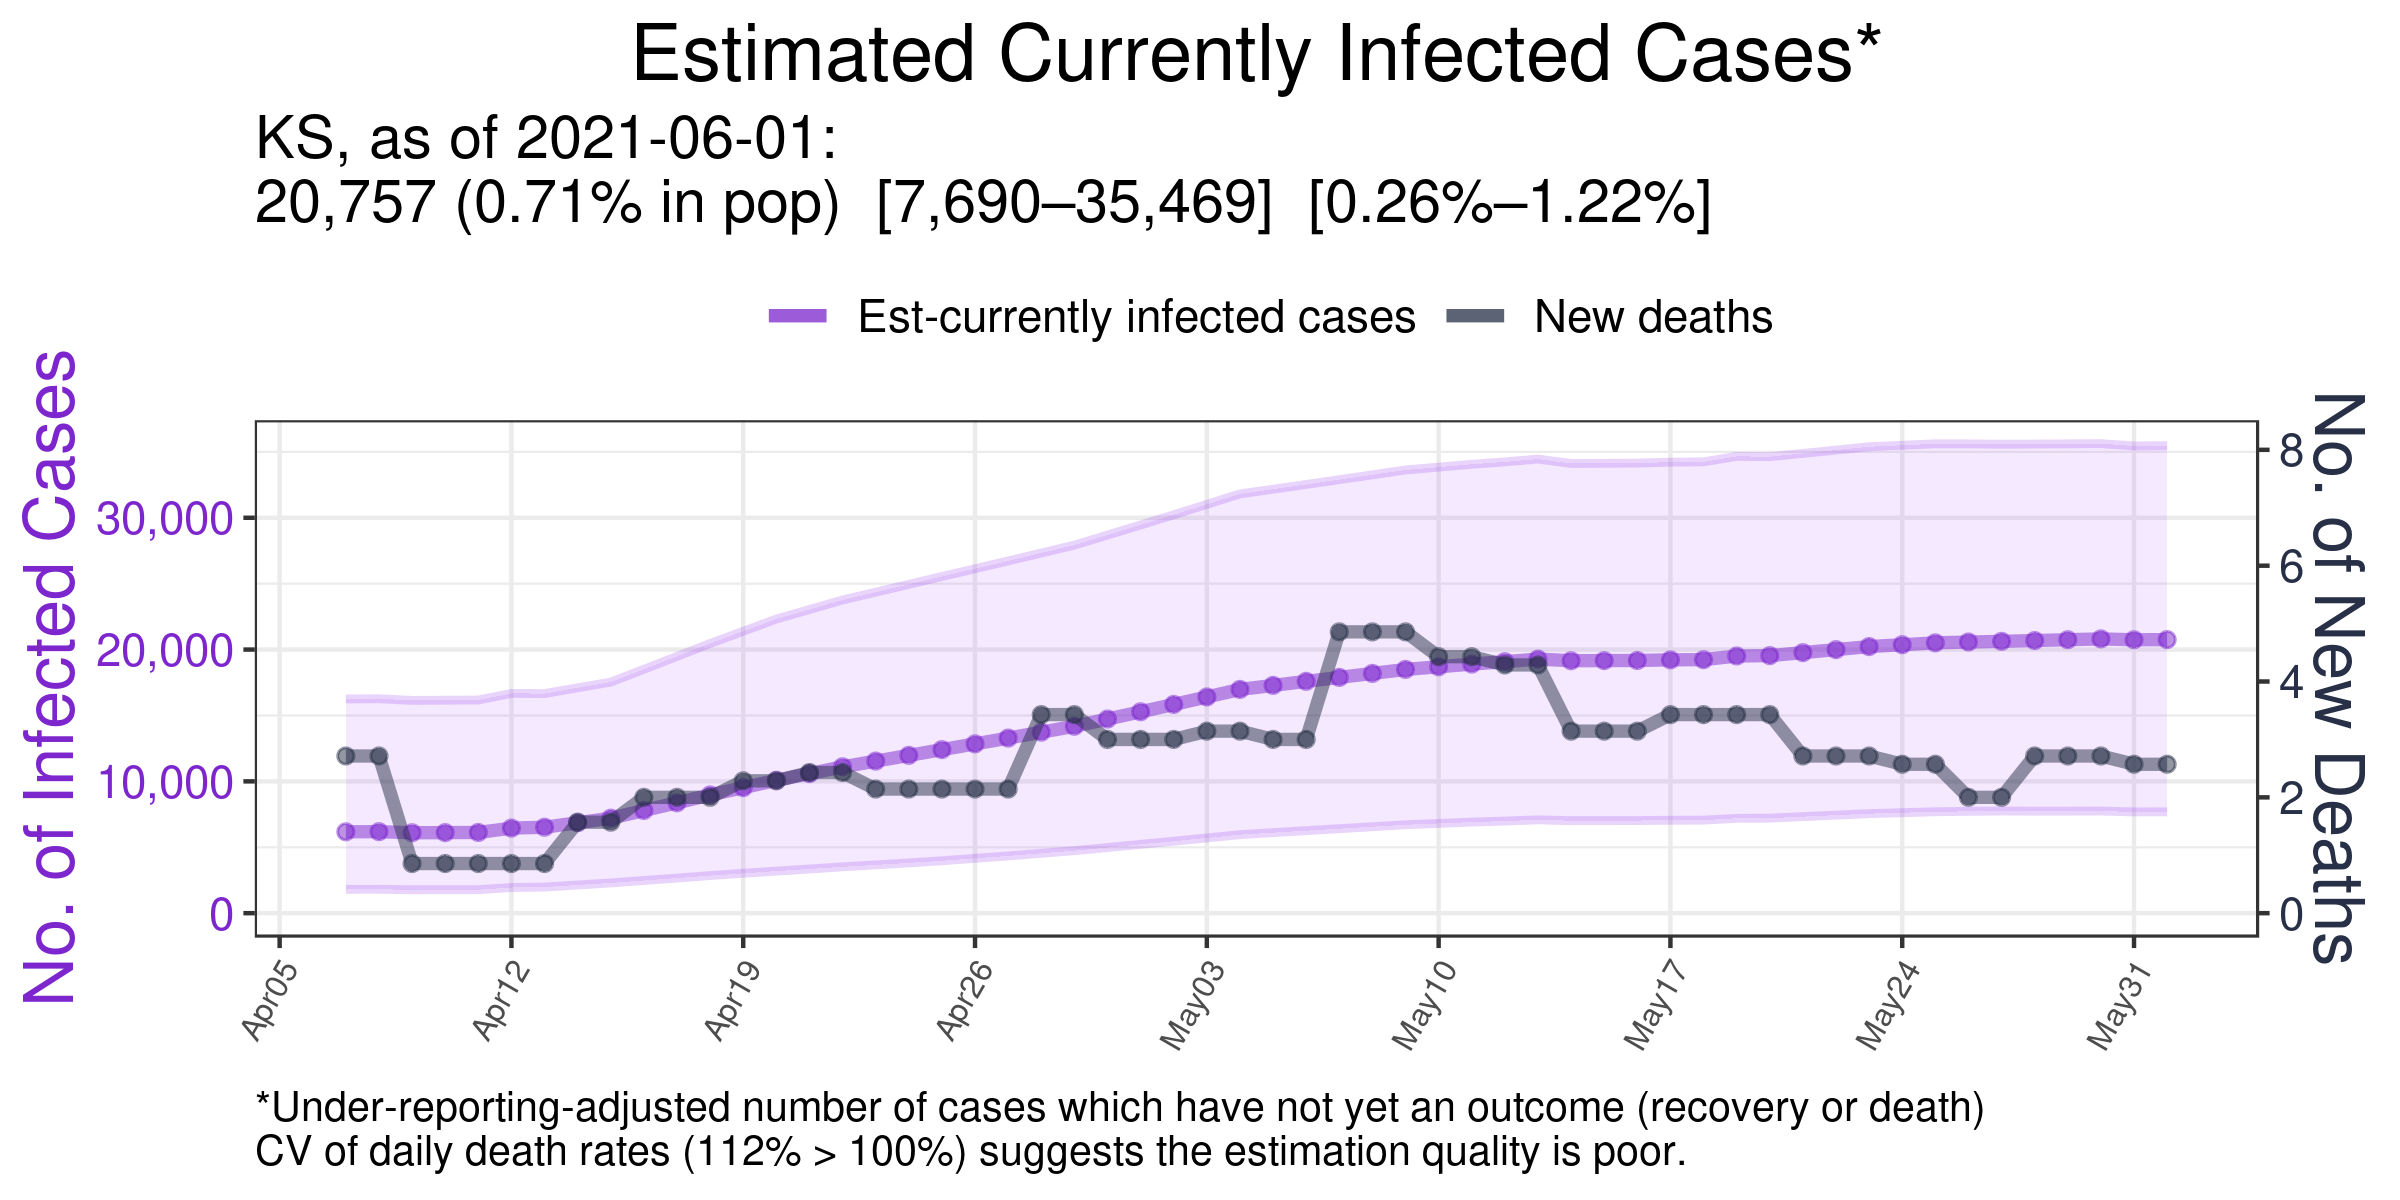 Estimated Currently Infected Cases*
KS, as of 2021-06-01:
20,757 (0.71% in pop)  [7,690–35,469]  [0.26%–1.22%]
Est-currently infected cases
New deaths
No. of Infected Cases
30,000
20,000
10,000
0
8
6
4
2
0
No. of New Deaths
Apr05
Apr12
Apr19
Apr26
May03
May10
May17
May24
May31
*Under-reporting-adjusted number of cases which have not yet an outcome (recovery or death)
CV of daily death rates (112% > 100%) suggests the estimation quality is poor.